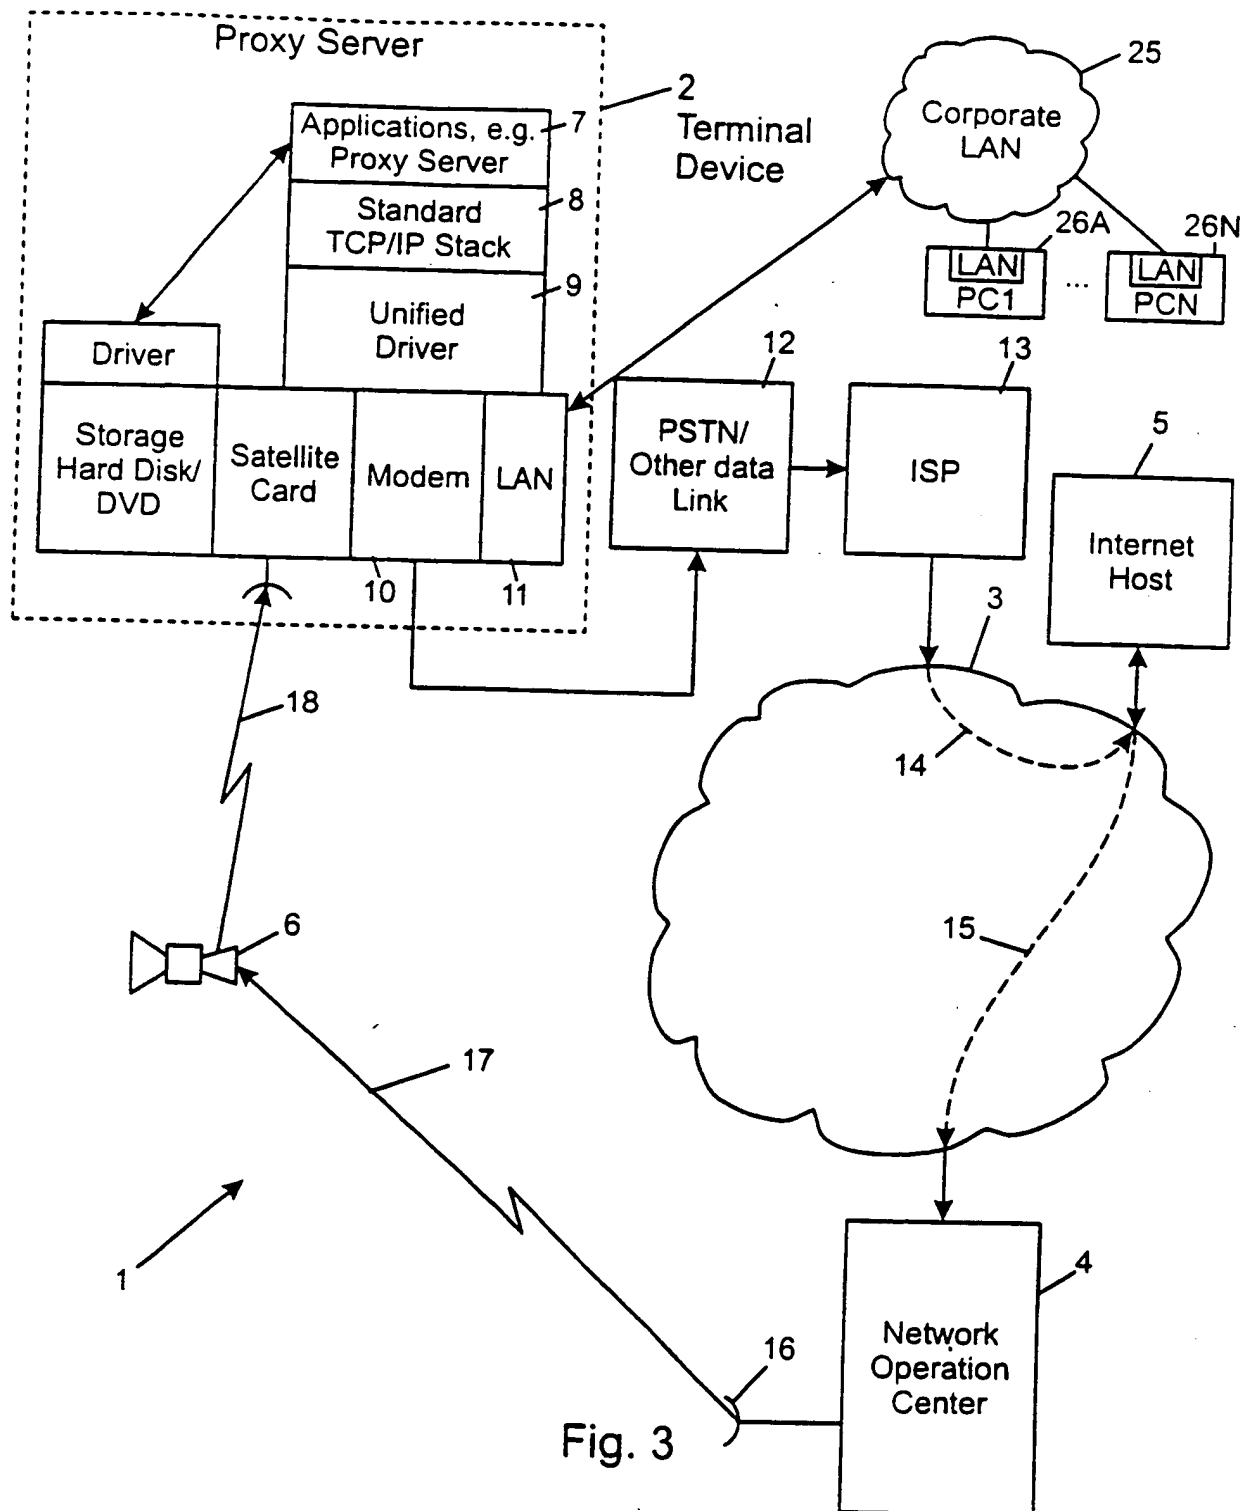 Proxy Server
2
Terminal
Device
Applications, e.g.
Proxy Server
7
Standard
TCP/IP Stack
8
Unified
Driver
9
Driver
Storage
Hard Disk/
DVD
Satellite
Card
Modem
LAN
10
11
25
Corporate
LAN
26A
26N
LAN
PC1
...
LAN
PCN
12
PSTN/
Other data
Link
13
ISP
5
Internet
Host
3
14
15
18
6
17
1
16
4
Network
Operation
Center
Fig. 3